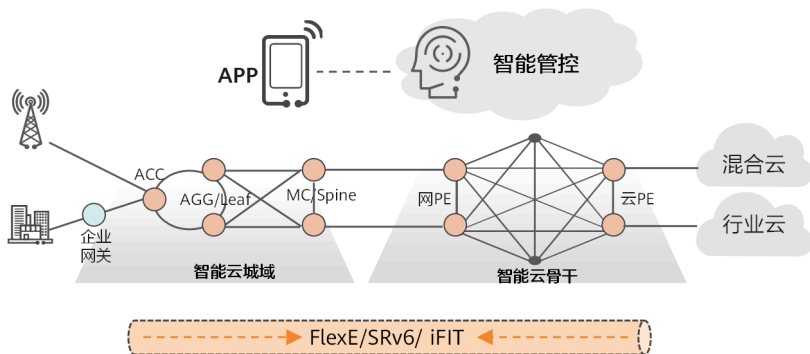 APP
智能管控
ACC
AGG/Leaf
MC/Spine
网PE
云PE
混合云
行业云
企业
网关
智能云城域
智能云骨干
FlexE/SRv6/ iFIT